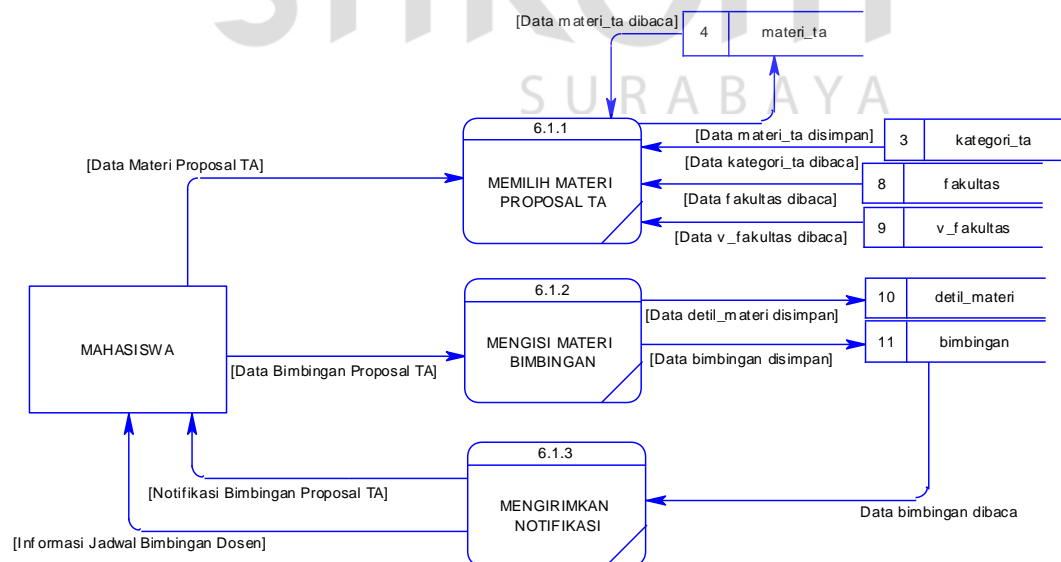 [Data materi_ta dibaca]
4
materi_ta
SURABAYA
6.1.1
[Data materi_ta disimpan]
3
kategori_ta
[Data Materi Proposal TA]
[Data kategori_ta dibaca]
MEMILIH MATERI
PROPOSAL TA
8
fakultas
[Data fakultas dibaca]
9
v_fakultas
[Data v_fakultas dibaca]
6.1.2
10
detil_materi
[Data detil_materi disimpan]
MAHASISWA
MENGISI MATERI
BIMBINGAN
11
bimbingan
[Data Bimbingan Proposal TA]
[Data bimbingan disimpan]
6.1.3
[Notifikasi Bimbingan Proposal TA]
MENGIRIMKAN
NOTIFIKASI
Data bimbingan dibaca
[Informasi Jadwal Bimbingan Dosen]